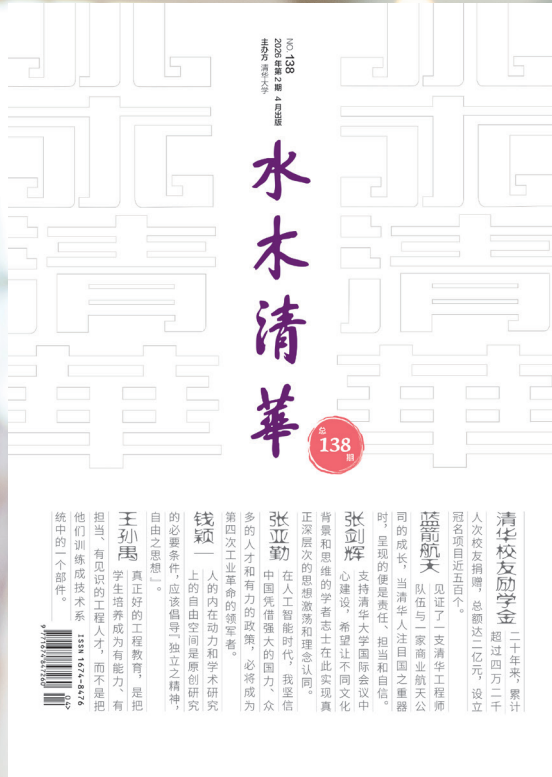 NO.138
2026年第2期 4月出版
主办方 清华大学
水木清華
总
138
期
清华校友励学金
二十年来，累计
超过四万二千
人次校友捐赠，总额达二亿元，设立
冠名项目近五百个。
蓝箭航天
见证了一支清华工程师
队伍与一家商业航天公
司的成长，当清华人注目国之重器
时，呈现的便是责任、担当和自信。
张剑辉
支持清华大学国际会议中
心建设，希望让不同文化
背景和思维的学者志士在此实现真
正深层次的思想激荡和理念认同。
张亚勤
在人工智能时代，我坚信
中国凭借强大的国力、众
多的人才和有力的政策，必将成为
第四次工业革命的领军者。
钱颖一
人的内在动力和学术研究
上的自由空间是原创研究
的必要条件，应该倡导『独立之精神，
自由之思想』。
王孙禺
真正好的工程教育，是把
学生培养成为有能力、有
担当、有见识的工程人才，而不是把
他们训练成技术系
统中的一个部件。
ISSN 1674-8476
9 771674 847260
04>